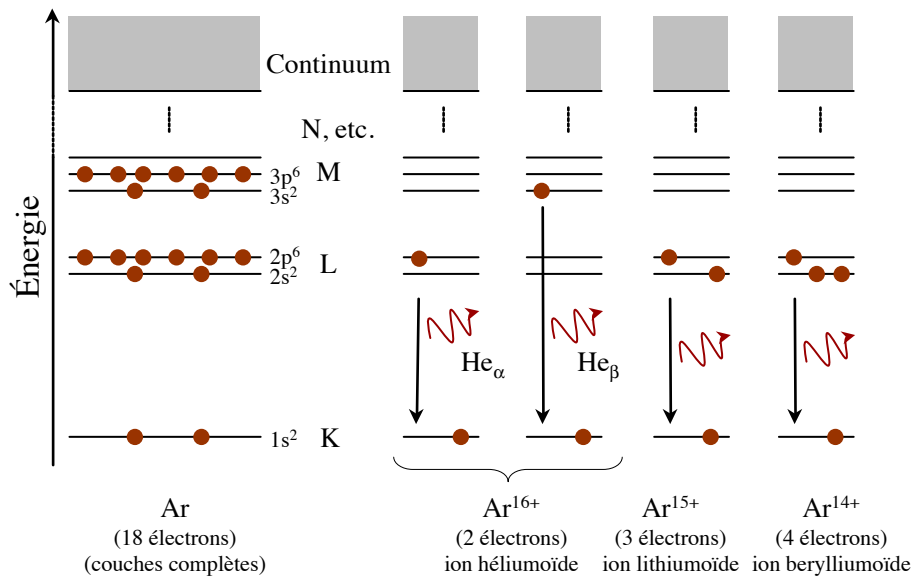 Énergie
Continuum
N, etc.
3p⁶ M
3s²
2p⁶ L
2s²
1s² K
Heα
Heβ
Ar
(18 électrons)
(couches complètes)
Ar¹⁶⁺
(2 électrons)
ion héliumoïde
Ar¹⁵⁺
(3 électrons)
ion lithiumoïde
Ar¹⁴⁺
(4 électrons)
ion berylliumoïde